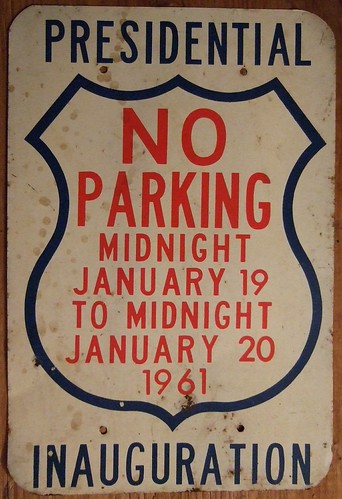 PRESIDENTIAL
NO
PARKING
MIDNIGHT
JANUARY 19
TO MIDNIGHT
JANUARY 20
1961
INAUGURATION